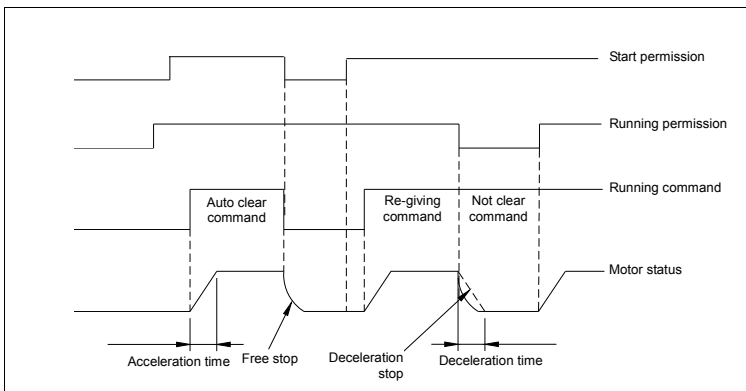 Start permission
Running permission
Running command
Auto clear
command
Re-giving
command
Not clear
command
Motor status
Acceleration time
Free stop
Deceleration
stop
Deceleration time